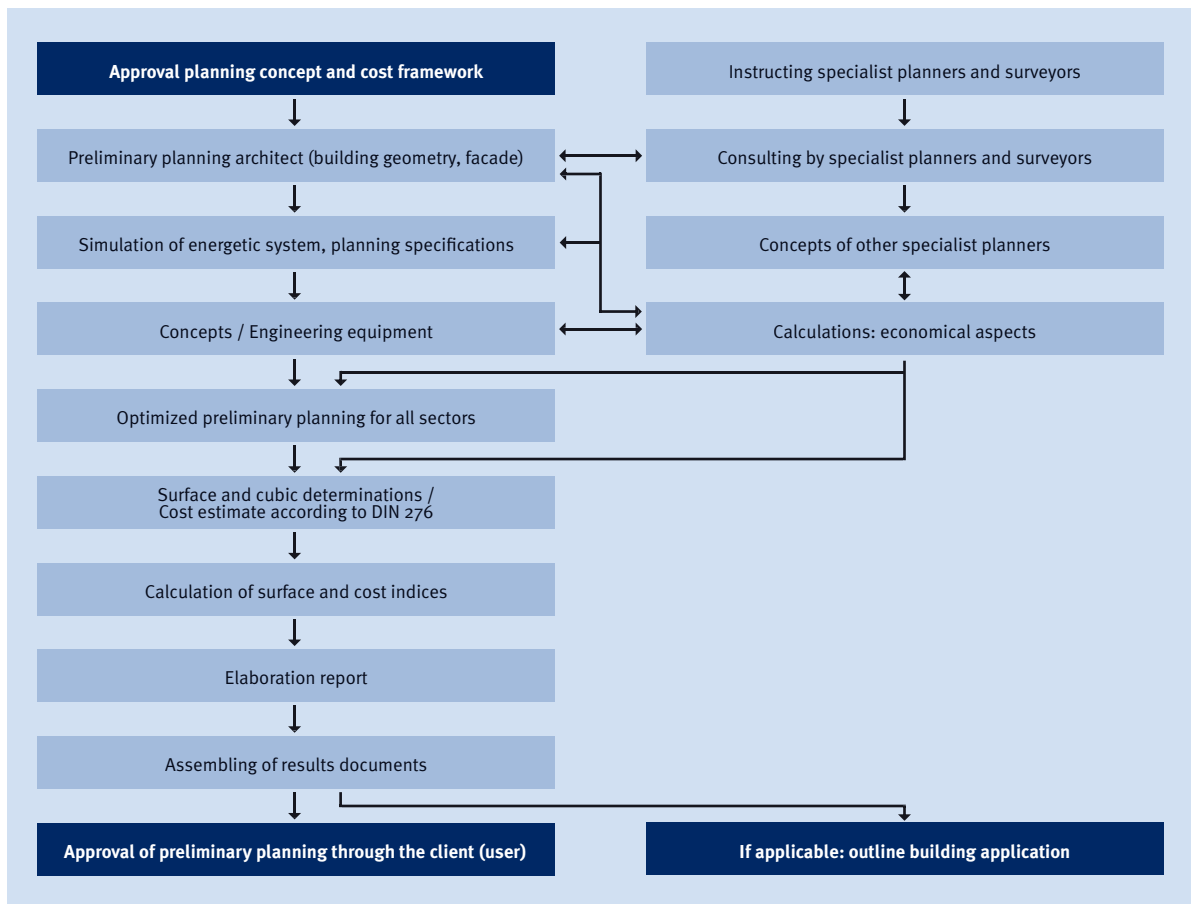 Approval planning concept and cost framework
Instructing specialist planners and surveyors
Preliminary planning architect (building geometry, facade)
Consulting by specialist planners and surveyors
Simulation of energetic system, planning specifications
Concepts of other specialist planners
Concepts / Engineering equipment
Calculations: economical aspects
Optimized preliminary planning for all sectors
Surface and cubic determinations /
Cost estimate according to DIN 276
Calculation of surface and cost indices
Elaboration report
Assembling of results documents
Approval of preliminary planning through the client (user)
If applicable: outline building application